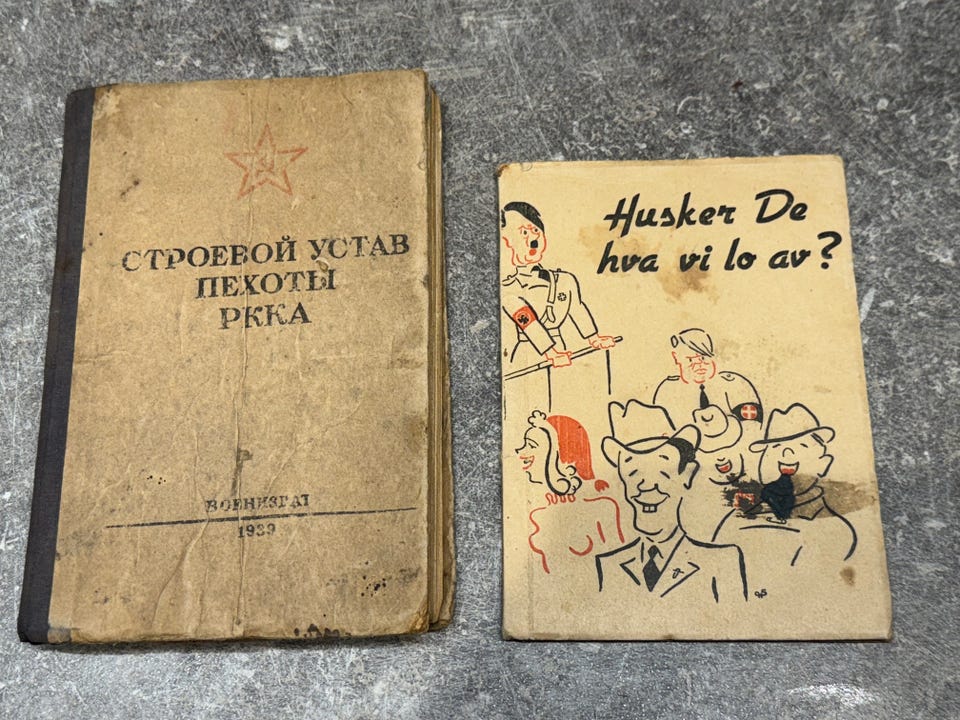 СТРОЕВОЙ УСТАВ
ПЕХОТЫ
РККА
ВОЕНИЗДАТ
1939
Husker De
hva vi lo av?